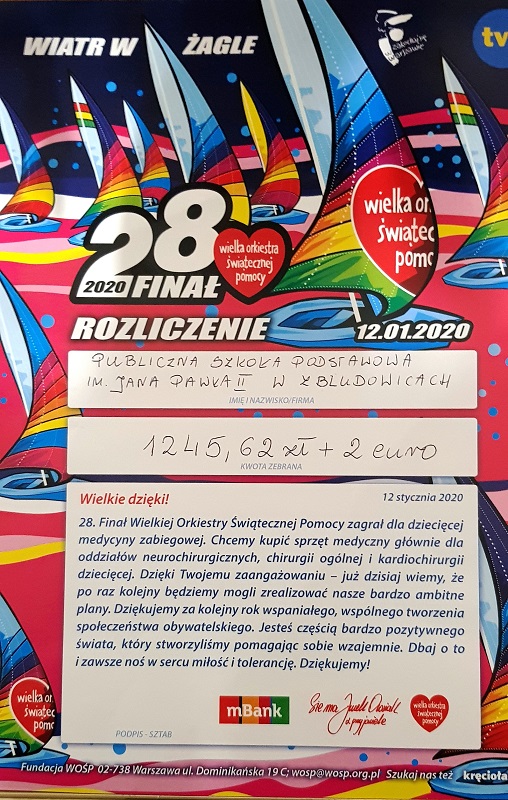 WIATR W ŻAGLE
tv
wielka or
świątec
pomc
28
2020 FINAŁ
wielka orkiestra
świątecznej
pomocy
ROZLICZENIE
12.01.2020
PUBLICZNA SZKOŁA PODSTAWOWA
IM. JANA PAWŁA II W ZBLUDOWICACH
IMIĘ I NAZWISKO/FIRMA
1245,62 zł + 2 euro
KWOTA ZEBRANA
Wielkie dzięki!
12 stycznia 2020
28. Finał Wielkiej Orkiestry Świątecznej Pomocy zagrał dla dziecięcej
medycyny zabiegowej. Chcemy kupić sprzęt medyczny głównie dla
oddziałów neurochirurgicznych, chirurgii ogólnej i kardiochirurgii
dziecięcej. Dzięki Twojemu zaangażowaniu – już dzisiaj wiemy, że
po raz kolejny będziemy mogli zrealizować nasze bardzo ambitne
plany. Dziękujemy za kolejny rok wspaniałego, wspólnego tworzenia
społeczeństwa obywatelskiego. Jesteś częścią bardzo pozytywnego
świata, który stworzyliśmy pomagając sobie wzajemnie. Dbaj o to
i zawsze noś w sercu miłość i tolerancję. Dziękujemy!
mBank
wielka orkiestra
świątecznej
pomocy
PODPIS - SZTAB
wielka or
świątec
pomc
Fundacja WOŚP 02-738 Warszawa ul. Dominikańska 19 C; wosp@wosp.org.pl Szukaj nas też kręcioła